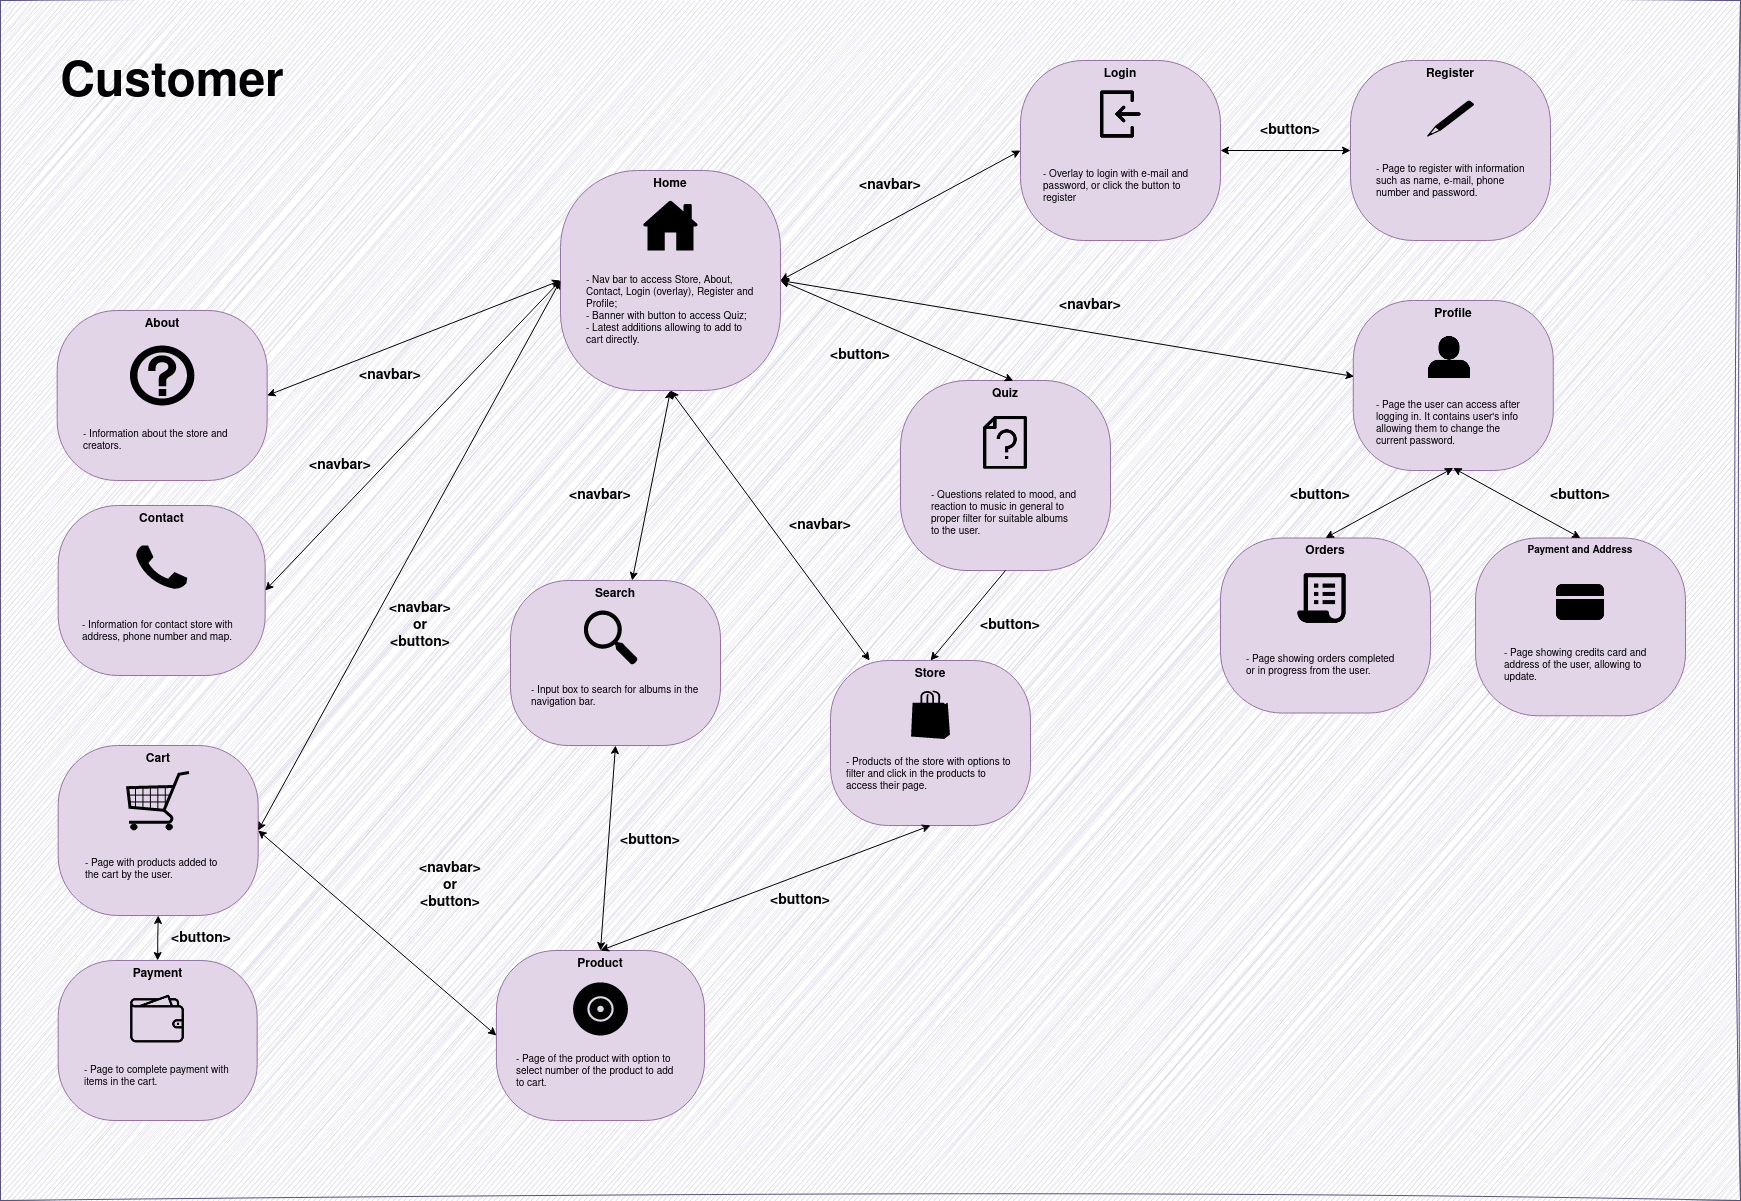 Customer
Login
- Overlay to login with e-mail and
password, or click the button to
register
<button>
Register
- Page to register with information
such as name, e-mail, phone
number and password.
<navbar>
Home
- Nav bar to access Store, About,
Contact, Login (overlay), Register and
Profile;
- Banner with button to access Quiz;
- Latest additions allowing to add to
cart directly.
<navbar>
Profile
- Page the user can access after
logging in. It contains user's info
allowing them to change the
current password.
About
- Information about the store and
creators.
<navbar>
<button>
Quiz
- Questions related to mood, and
reaction to music in general to
proper filter for suitable albums
to the user.
<navbar>
<navbar>
<navbar>
<button>
<button>
Contact
- Information for contact store with
address, phone number and map.
<navbar>
or
<button>
Search
- Input box to search for albums in the
navigation bar.
<button>
Orders
- Page showing orders completed
or in progress from the user.
Payment and Address
- Page showing credits card and
address of the user, allowing to
update.
Store
- Products of the store with options to
filter and click in the products to
access their page.
Cart
- Page with products added to
the cart by the user.
<navbar>
or
<button>
<button>
<button>
<button>
Payment
- Page to complete payment with
items in the cart.
Product
- Page of the product with option to
select number of the product to add
to cart.